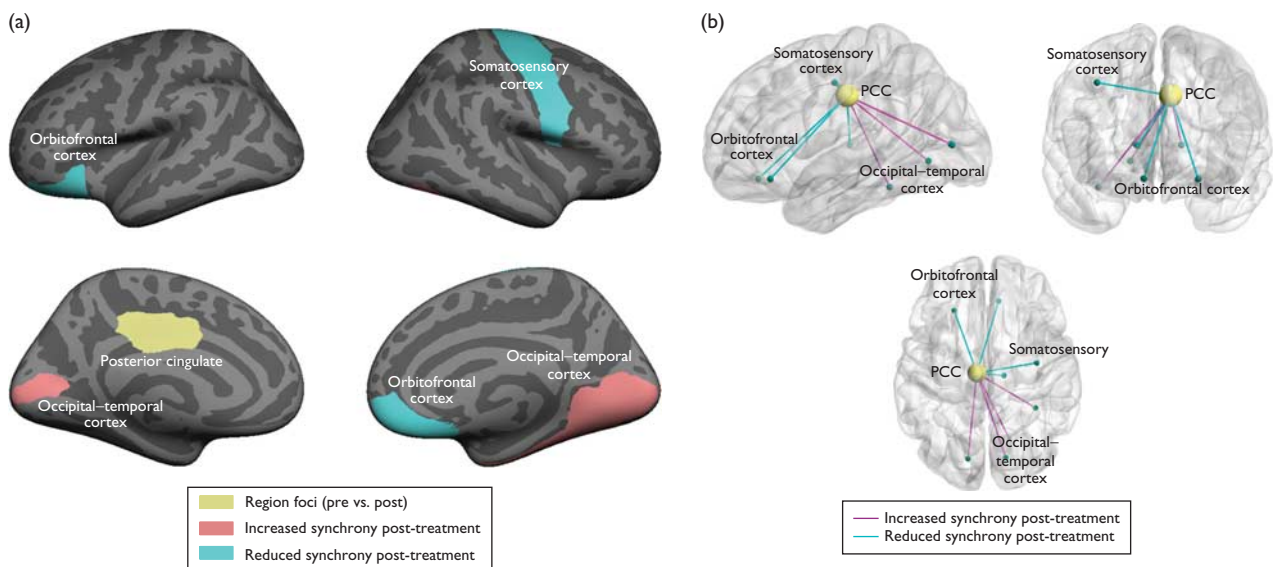 (a)
Orbitofrontal
cortex
Somatosensory
cortex
Posterior cingulate
Occipital–temporal
cortex
Orbitofrontal
cortex
Occipital–temporal
cortex
Region foci (pre vs. post)
Increased synchrony post-treatment
Reduced synchrony post-treatment
(b)
Somatosensory
cortex
PCC
Orbitofrontal
cortex
Occipital–temporal
cortex
Somatosensory
cortex
PCC
Orbitofrontal cortex
Orbitofrontal
cortex
Somatosensory
PCC
Occipital–
temporal
cortex
Increased synchrony post-treatment
Reduced synchrony post-treatment